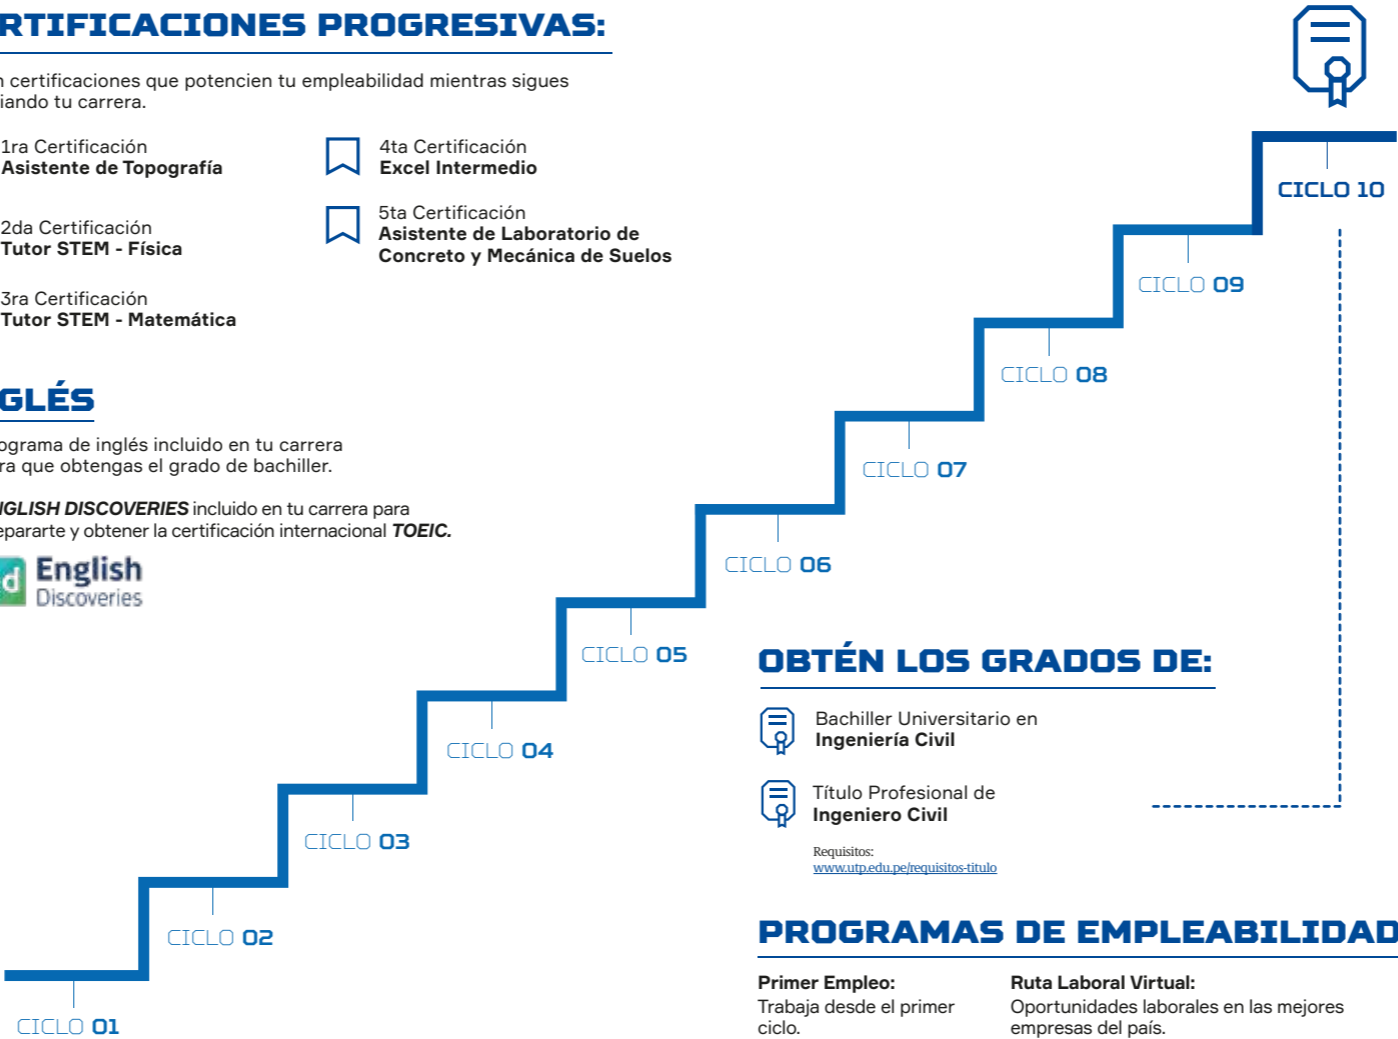 RTIFICACIONES PROGRESIVAS:
n certificaciones que potencien tu empleabilidad mientras sigues
iando tu carrera.
1ra Certificación
Asistente de Topografía
2da Certificación
Tutor STEM - Física
3ra Certificación
Tutor STEM - Matemática
4ta Certificación
Excel Intermedio
5ta Certificación
Asistente de Laboratorio de
Concreto y Mecánica de Suelos
GLÉS
ograma de inglés incluido en tu carrera
ra que obtengas el grado de bachiller.
NGLISH DISCOVERIES incluido en tu carrera para
epararte y obtener la certificación internacional TOEIC.
d English
Discoveries
CICLO 10
CICLO 09
CICLO 08
CICLO 07
CICLO 06
CICLO 05
CICLO 04
CICLO 03
CICLO 02
CICLO 01
OBTÉN LOS GRADOS DE:
Bachiller Universitario en
Ingeniería Civil
Título Profesional de
Ingeniero Civil
Requisitos:
www.utp.edu.pe/requisitos-titulo
PROGRAMAS DE EMPLEABILIDAD
Primer Empleo:
Trabaja desde el primer
ciclo.
Ruta Laboral Virtual:
Oportunidades laborales en las mejores
empresas del país.